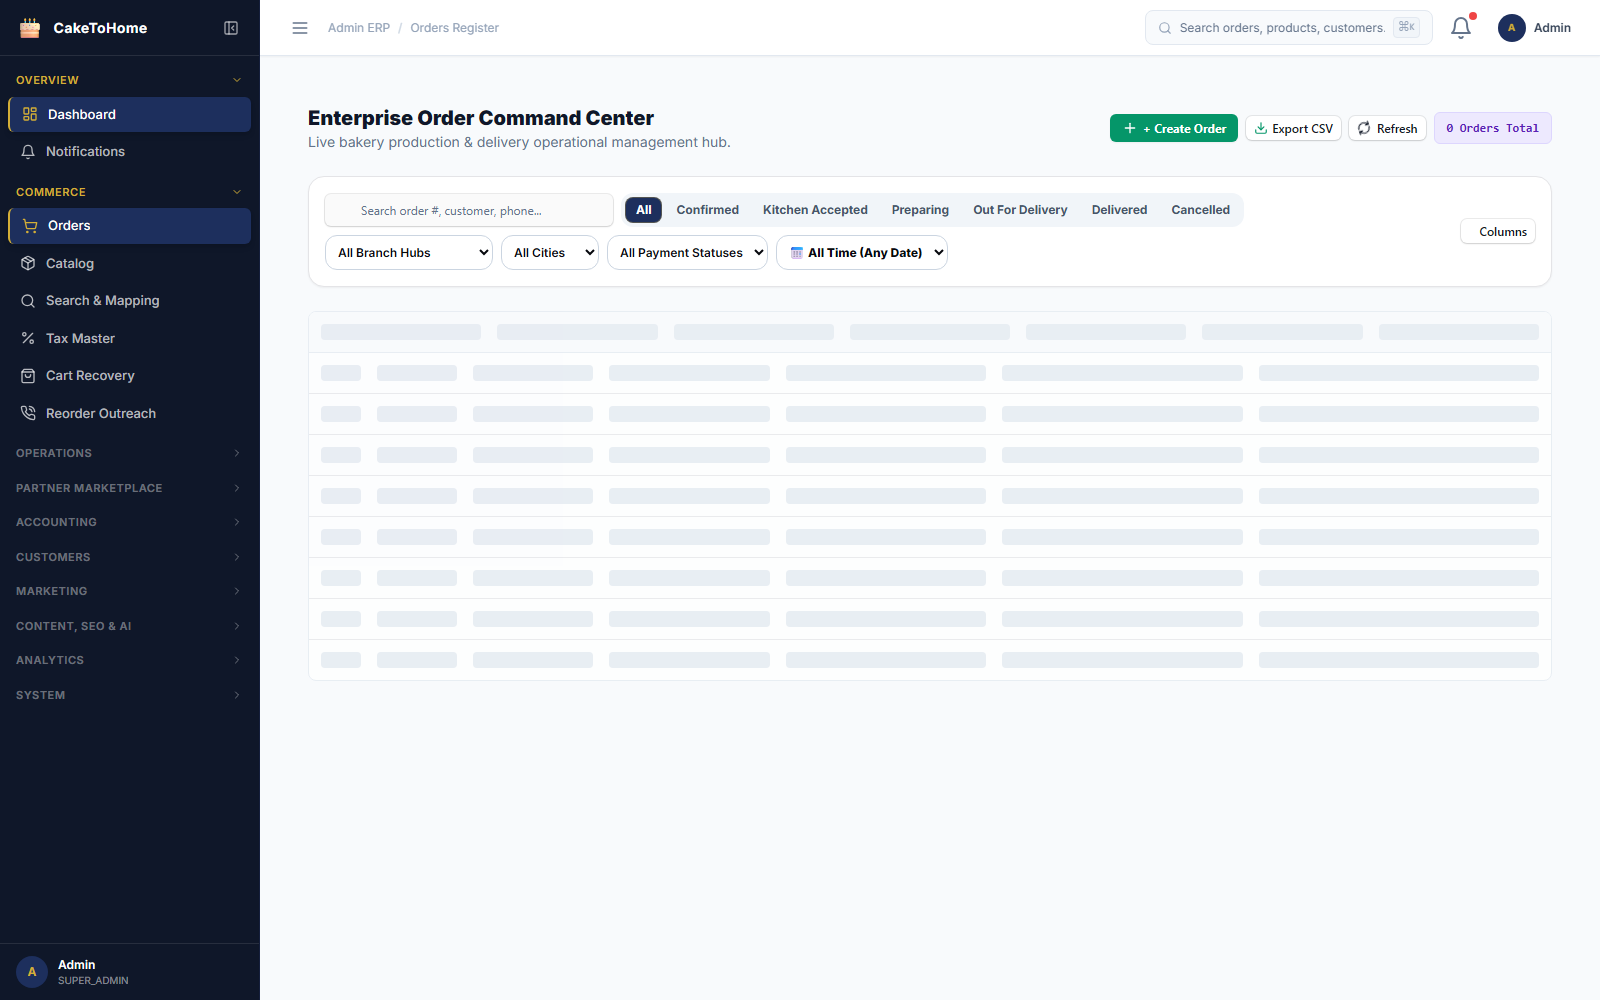 CakeToHome
Admin ERP / Orders Register
Search orders, products, customers. ⌘K
A Admin
OVERVIEW
Dashboard
Notifications
COMMERCE
Orders
Catalog
Search & Mapping
Tax Master
Cart Recovery
Reorder Outreach
OPERATIONS
PARTNER MARKETPLACE
ACCOUNTING
CUSTOMERS
MARKETING
CONTENT, SEO & AI
ANALYTICS
SYSTEM
A Admin
SUPER_ADMIN
Enterprise Order Command Center
Live bakery production & delivery operational management hub.
+ Create Order Export CSV Refresh 0 Orders Total
Search order #, customer, phone... All Confirmed Kitchen Accepted Preparing Out For Delivery Delivered Cancelled
All Branch Hubs All Cities All Payment Statuses All Time (Any Date)
Columns